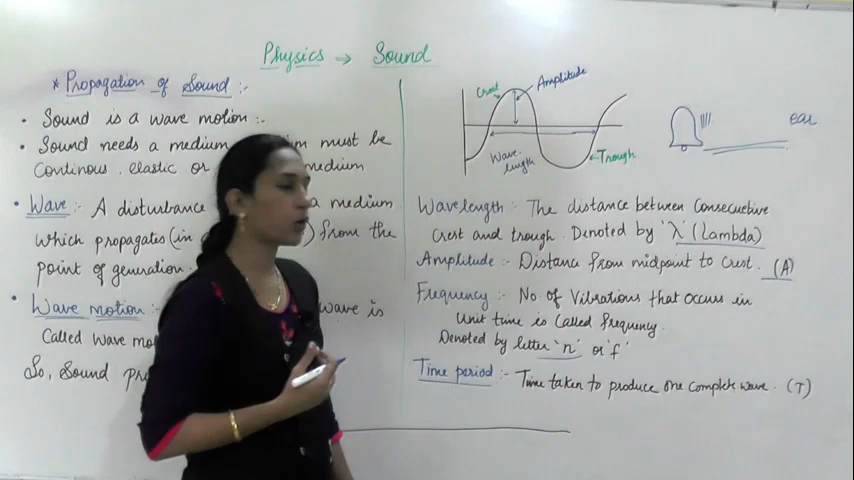 Physics → Sound
* Propagation of Sound :-
• Sound is a wave motion :-
• Sound needs a medium, must be
Continous, elastic or medium
• Wave :- A disturbance a medium
which propagates (in ) from the
point of generation.
• Wave motion :- wave is
Called wave mo
So, Sound pr
Crest
Amplitude
Wave-
length
Trough
ear
Wavelength :- The distance between Consecuetive
Crest and trough. Denoted by 'λ' (Lambda)
Amplitude :- Distance from midpoint to Crest. (A)
Frequency :- No. of Vibrations that occurs in
Unit time is Called frequency.
Denoted by letter 'n' or 'f'
Time period :- Time taken to produce one complete wave. (T)